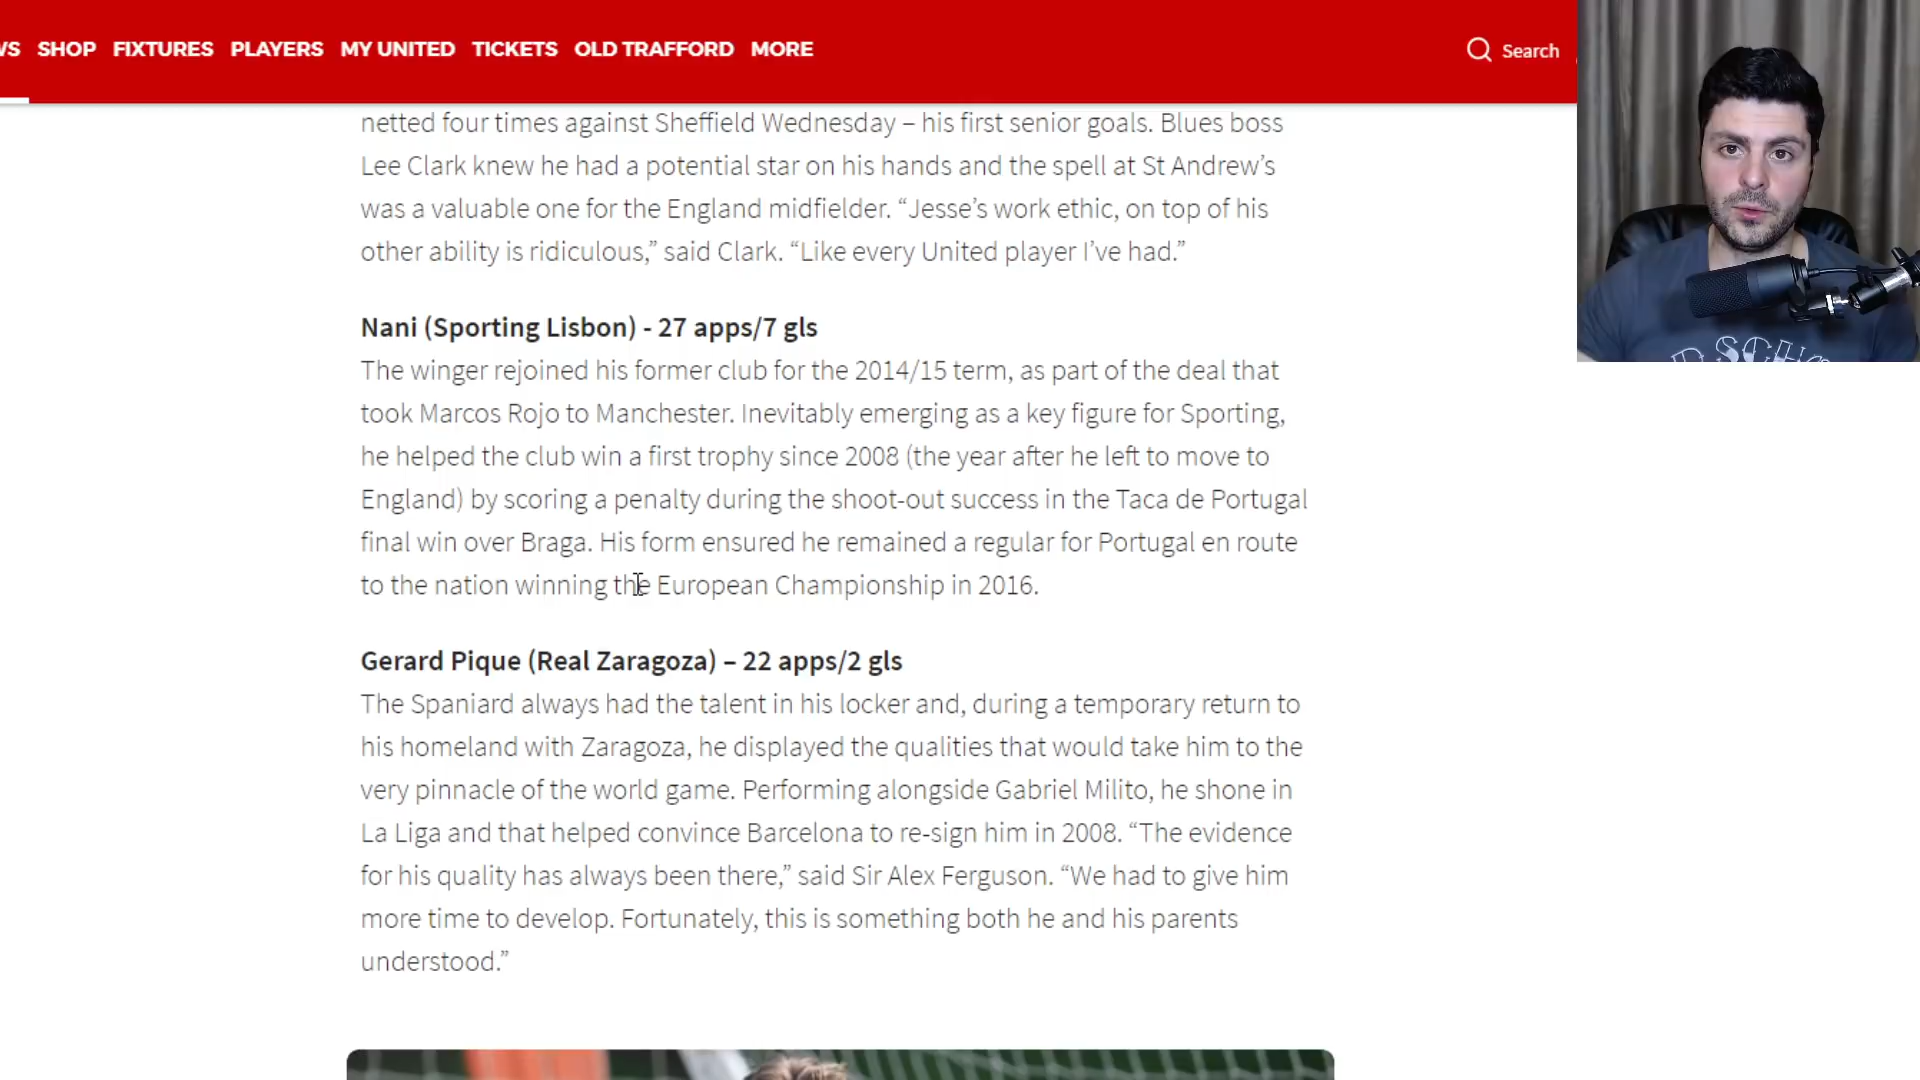 WS SHOP FIXTURES PLAYERS MY UNITED TICKETS OLD TRAFFORD MORE Search
netted four times against Sheffield Wednesday – his first senior goals. Blues boss
Lee Clark knew he had a potential star on his hands and the spell at St Andrew’s
was a valuable one for the England midfielder. “Jesse’s work ethic, on top of his
other ability is ridiculous,” said Clark. “Like every United player I’ve had.”
Nani (Sporting Lisbon) - 27 apps/7 gls
The winger rejoined his former club for the 2014/15 term, as part of the deal that
took Marcos Rojo to Manchester. Inevitably emerging as a key figure for Sporting,
he helped the club win a first trophy since 2008 (the year after he left to move to
England) by scoring a penalty during the shoot-out success in the Taca de Portugal
final win over Braga. His form ensured he remained a regular for Portugal en route
to the nation winning the European Championship in 2016.
Gerard Pique (Real Zaragoza) – 22 apps/2 gls
The Spaniard always had the talent in his locker and, during a temporary return to
his homeland with Zaragoza, he displayed the qualities that would take him to the
very pinnacle of the world game. Performing alongside Gabriel Milito, he shone in
La Liga and that helped convince Barcelona to re-sign him in 2008. “The evidence
for his quality has always been there,” said Sir Alex Ferguson. “We had to give him
more time to develop. Fortunately, this is something both he and his parents
understood.”